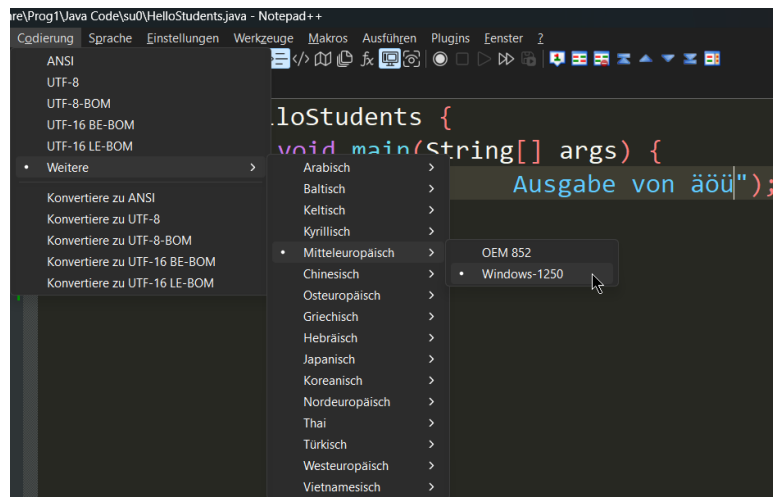 re\Prog1\Java Code\su0\HelloStudents.java - Notepad++
Codierung Sprache Einstellungen Werkzeuge Makros Ausführen Plugins Fenster ?
ANSI
UTF-8
UTF-8-BOM
UTF-16 BE-BOM
UTF-16 LE-BOM
Weitere
Konvertiere zu ANSI
Konvertiere zu UTF-8
Konvertiere zu UTF-8-BOM
Konvertiere zu UTF-16 BE-BOM
Konvertiere zu UTF-16 LE-BOM
loStudents {
void main(String[] args) {
Ausgabe von äöü");
Arabisch
Baltisch
Keltisch
Kyrillisch
Mitteleuropäisch
Chinesisch
Osteuropäisch
Griechisch
Hebräisch
Japanisch
Koreanisch
Nordeuropäisch
Thai
Türkisch
Westeuropäisch
Vietnamesisch
OEM 852
Windows-1250